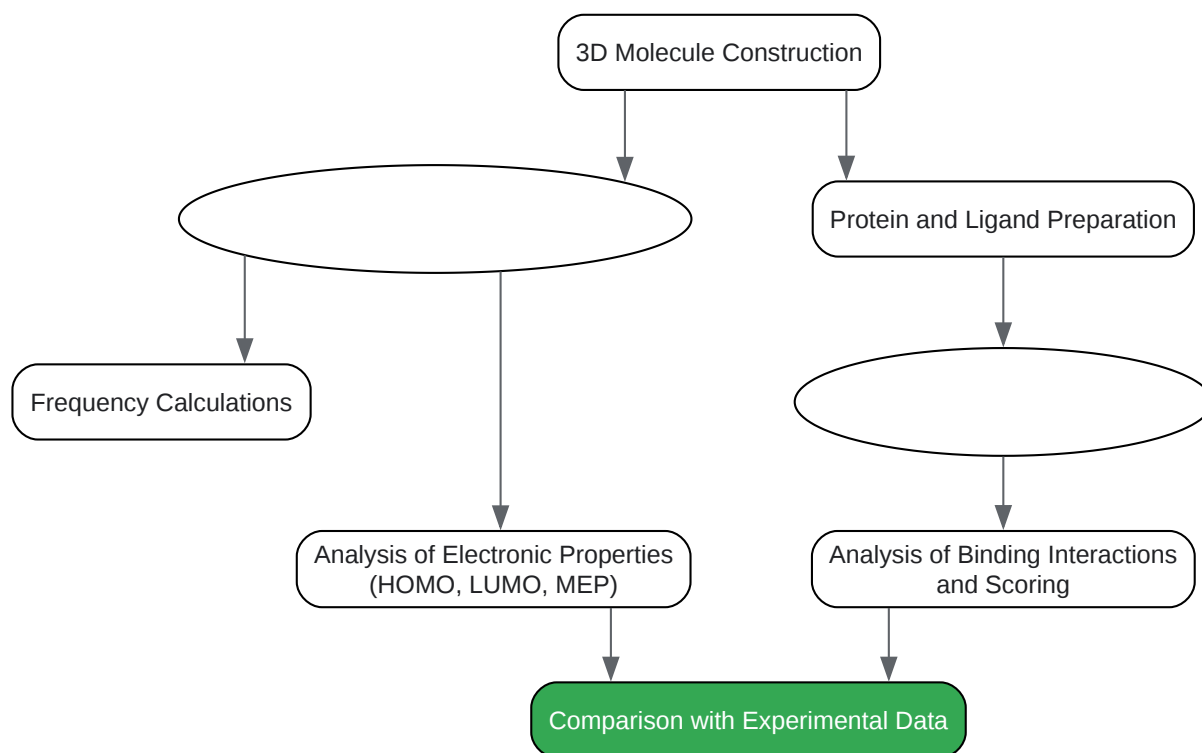 3D Molecule Construction
Protein and Ligand Preparation
Frequency Calculations
Analysis of Electronic Properties
(HOMO, LUMO, MEP)
Analysis of Binding Interactions
and Scoring
Comparison with Experimental Data